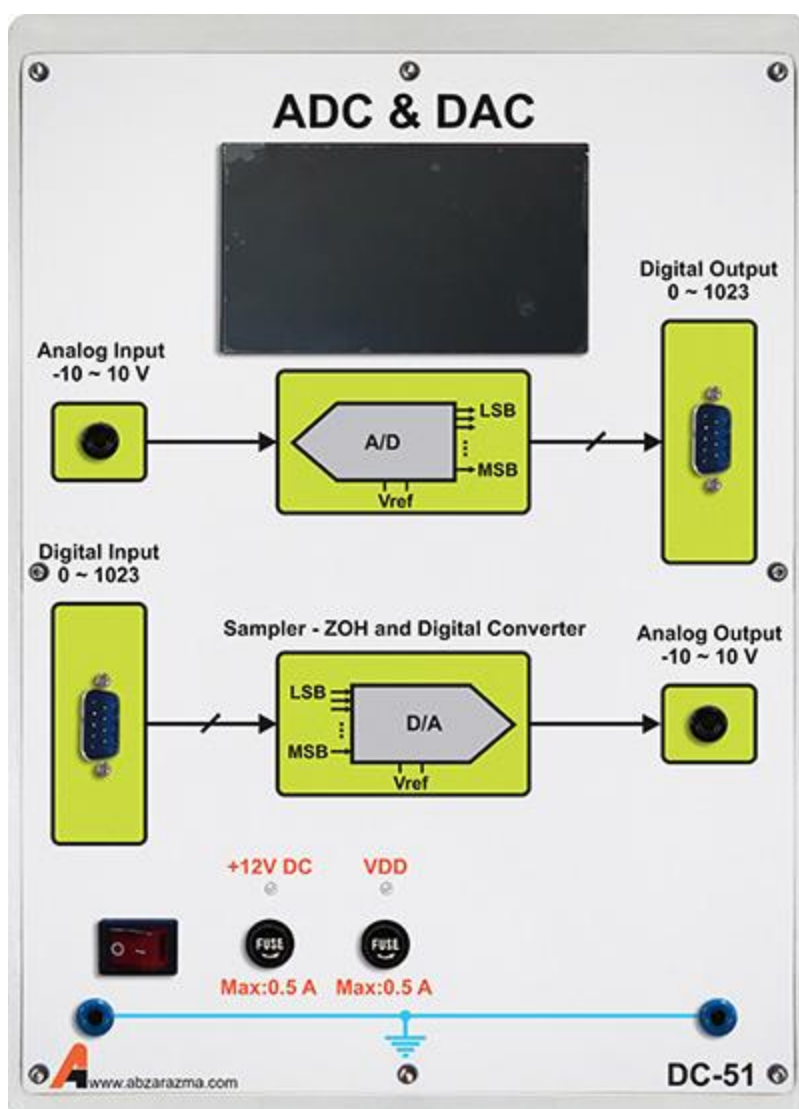 ADC & DAC
Digital Output
0 ~ 1023
Analog Input
-10 ~ 10 V
A/D
LSB
MSB
Vref
Digital Input
0 ~ 1023
Sampler - ZOH and Digital Converter
Analog Output
-10 ~ 10 V
LSB
MSB
D/A
Vref
+12V DC
VDD
FUSE
FUSE
Max:0.5 A
Max:0.5 A
www.abzarazma.com
DC-51